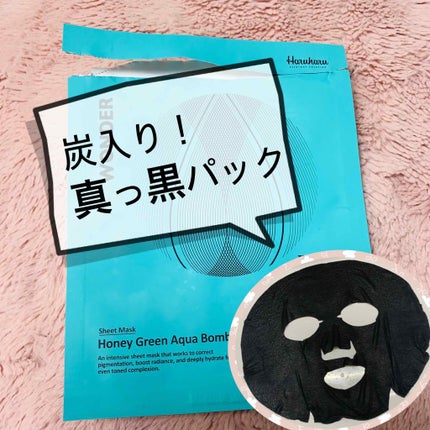 Haruharu
WONDER
炭入り！
真っ黒パック
Sheet Mask
Honey Green Aqua Bomb
An intensive sheet mask that works to correct
pigmentation, boost radiance, and deeply hydrate
even toned complexion.